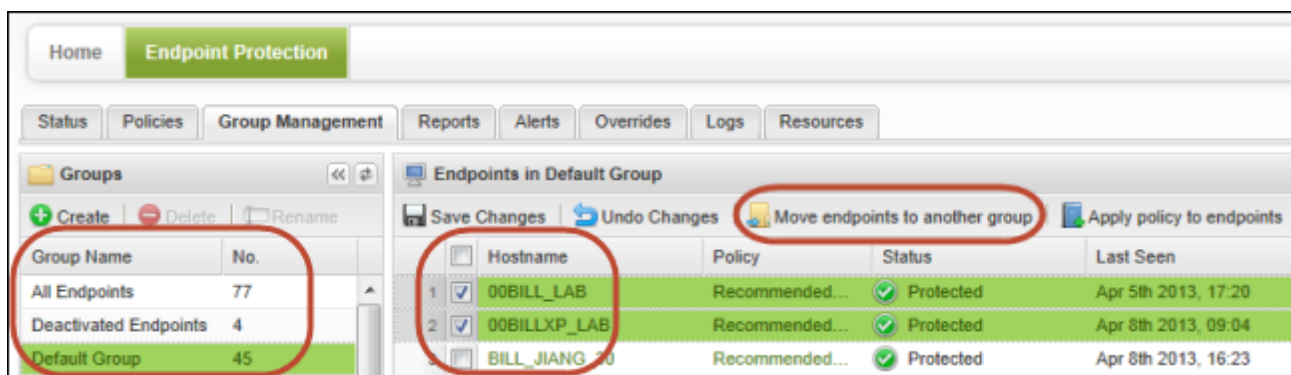 Home Endpoint Protection
Status Policies Group Management Reports Alerts Overrides Logs Resources
Groups
Create Delete Rename
Group Name No.
All Endpoints 77
Deactivated Endpoints 4
Default Group 45
Endpoints in Default Group
Save Changes Undo Changes Move endpoints to another group Apply policy to endpoints
Hostname Policy Status Last Seen
1 00BILL_LAB Recommended... Protected Apr 5th 2013, 17:20
2 00BILLXP_LAB Recommended... Protected Apr 8th 2013, 09:04
3 BILL_JIANG_30 Recommended... Protected Apr 8th 2013, 16:23